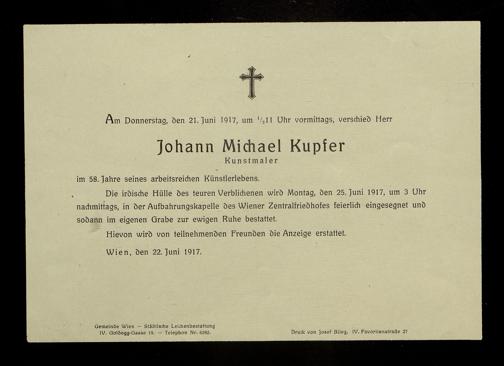 Am Donnerstag, den 21. Juni 1917, um ½11 Uhr vormittags, verschied Herr
Johann Michael Kupfer
Kunstmaler
im 58. Jahre seines arbeitsreichen Künstlerlebens.
Die irdische Hülle des teuren Verblichenen wird Montag, den 25. Juni 1917, um 3 Uhr
nachmittags, in der Aufbahrungskapelle des Wiener Zentralfriedhofes feierlich eingesegnet und
sodann im eigenen Grabe zur ewigen Ruhe bestattet.
Hievon wird von teilnehmenden Freunden die Anzeige erstattet.
Wien, den 22. Juni 1917.
Gemeinde Wien — Städtische Leichenbestattung
IV. Goldegg-Gasse 19. — Telephon Nr.
Druck von Josef IV. Favoritenstraße 27